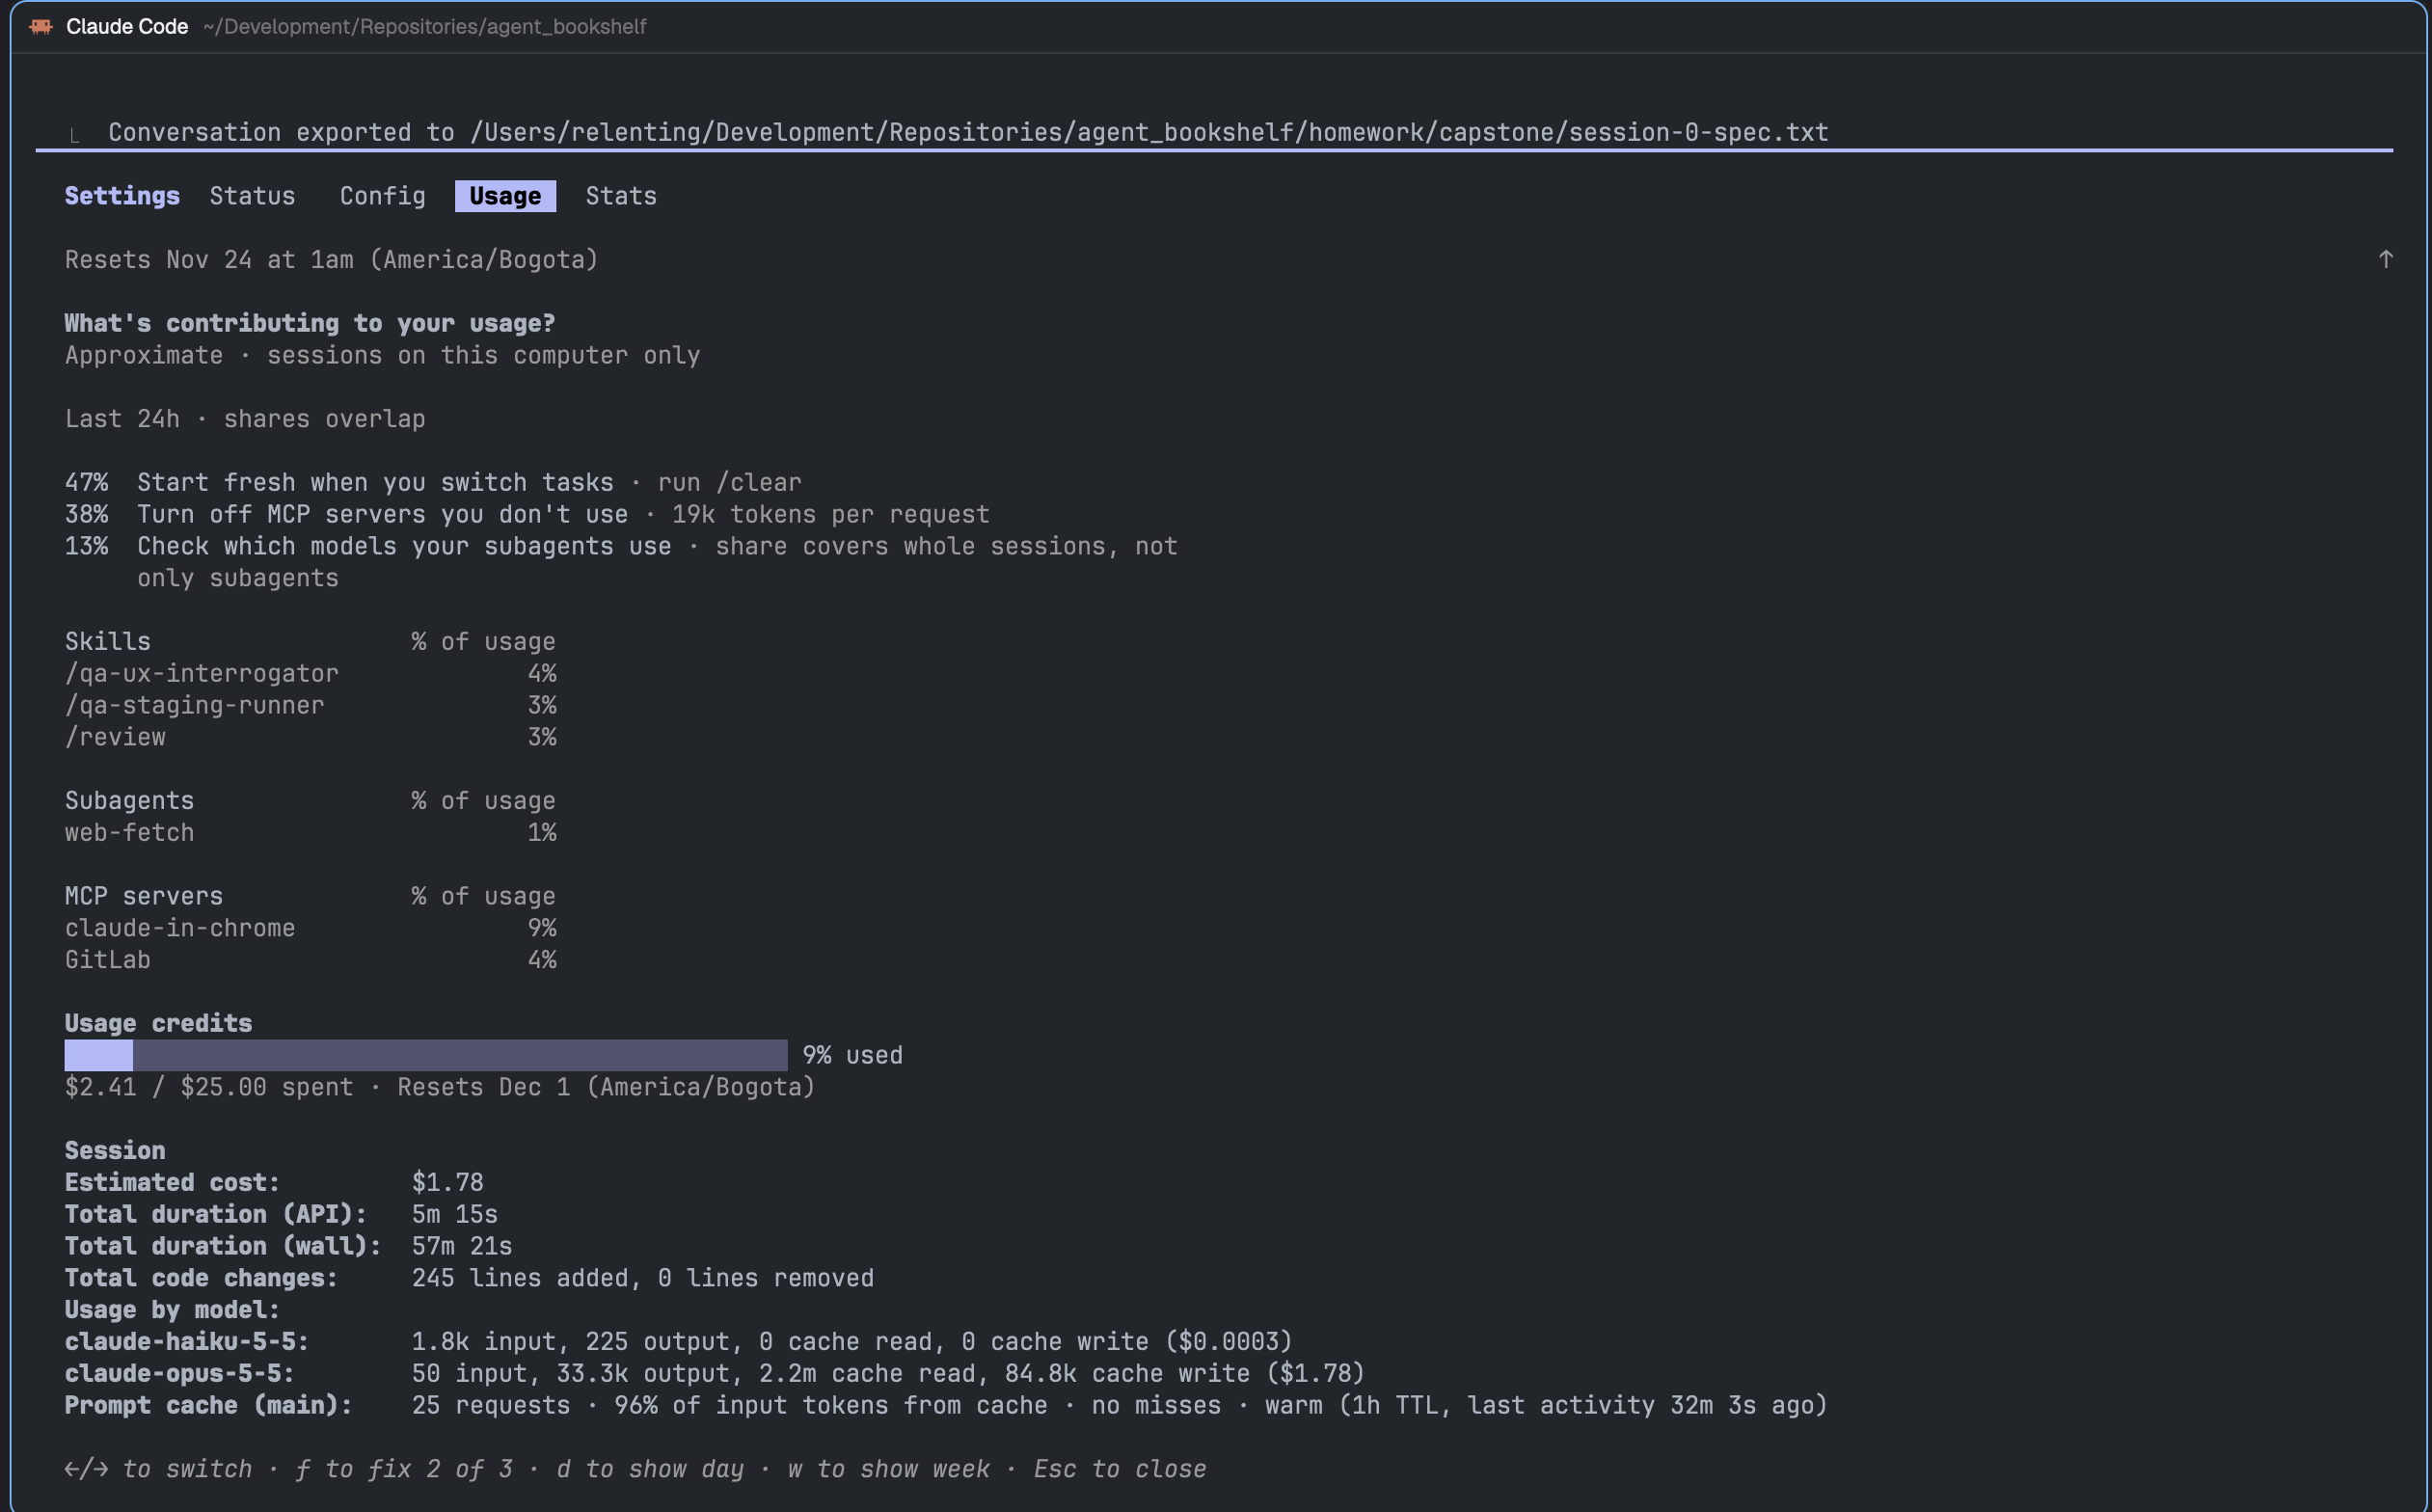 Claude Code ~/Development/Repositories/agent_bookshelf
⎿ Conversation exported to /Users/relenting/Development/Repositories/agent_bookshelf/homework/capstone/session-0-spec.txt
Settings Status Config Usage Stats
Resets Nov 24 at 1am (America/Bogota) ↑
What's contributing to your usage?
Approximate · sessions on this computer only
Last 24h · shares overlap
47% Start fresh when you switch tasks · run /clear
38% Turn off MCP servers you don't use · 19k tokens per request
13% Check which models your subagents use · share covers whole sessions, not
only subagents
Skills % of usage
/qa-ux-interrogator 4%
/qa-staging-runner 3%
/review 3%
Subagents % of usage
web-fetch 1%
MCP servers % of usage
claude-in-chrome 9%
GitLab 4%
Usage credits
9% used
$2.41 / $25.00 spent · Resets Dec 1 (America/Bogota)
Session
Estimated cost: $1.78
Total duration (API): 5m 15s
Total duration (wall): 57m 21s
Total code changes: 245 lines added, 0 lines removed
Usage by model:
claude-haiku-5-5: 1.8k input, 225 output, 0 cache read, 0 cache write ($0.0003)
claude-opus-5-5: 50 input, 33.3k output, 2.2m cache read, 84.8k cache write ($1.78)
Prompt cache (main): 25 requests · 96% of input tokens from cache · no misses · warm (1h TTL, last activity 32m 3s ago)
←/→ to switch · f to fix 2 of 3 · d to show day · w to show week · Esc to close